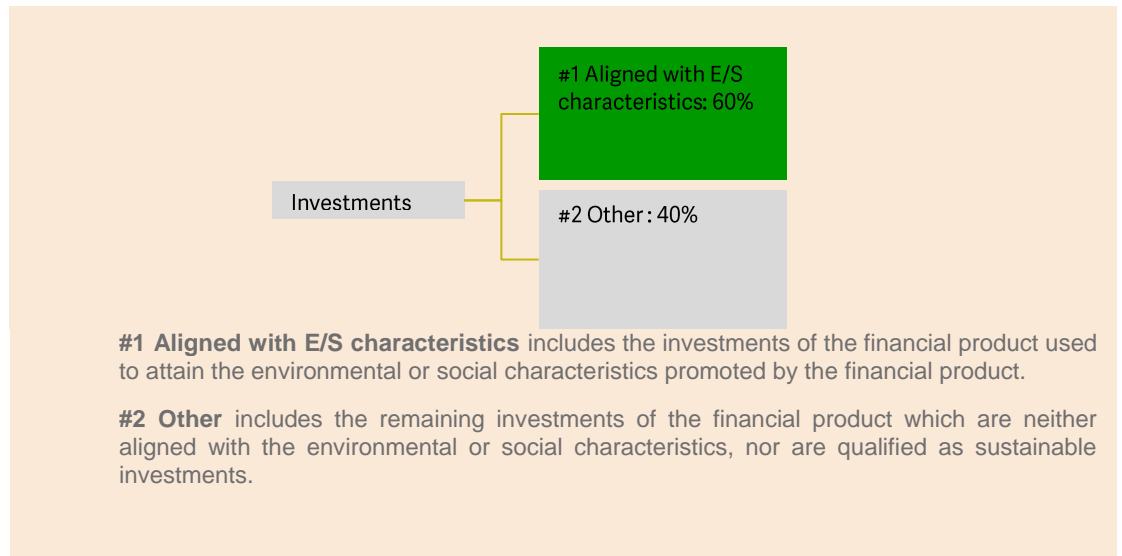 #1 Aligned with E/S
characteristics: 60%
Investments
#2 Other : 40%
#1 Aligned with E/S characteristics includes the investments of the financial product used
to attain the environmental or social characteristics promoted by the financial product.
#2 Other includes the remaining investments of the financial product which are neither
aligned with the environmental or social characteristics, nor are qualified as sustainable
investments.